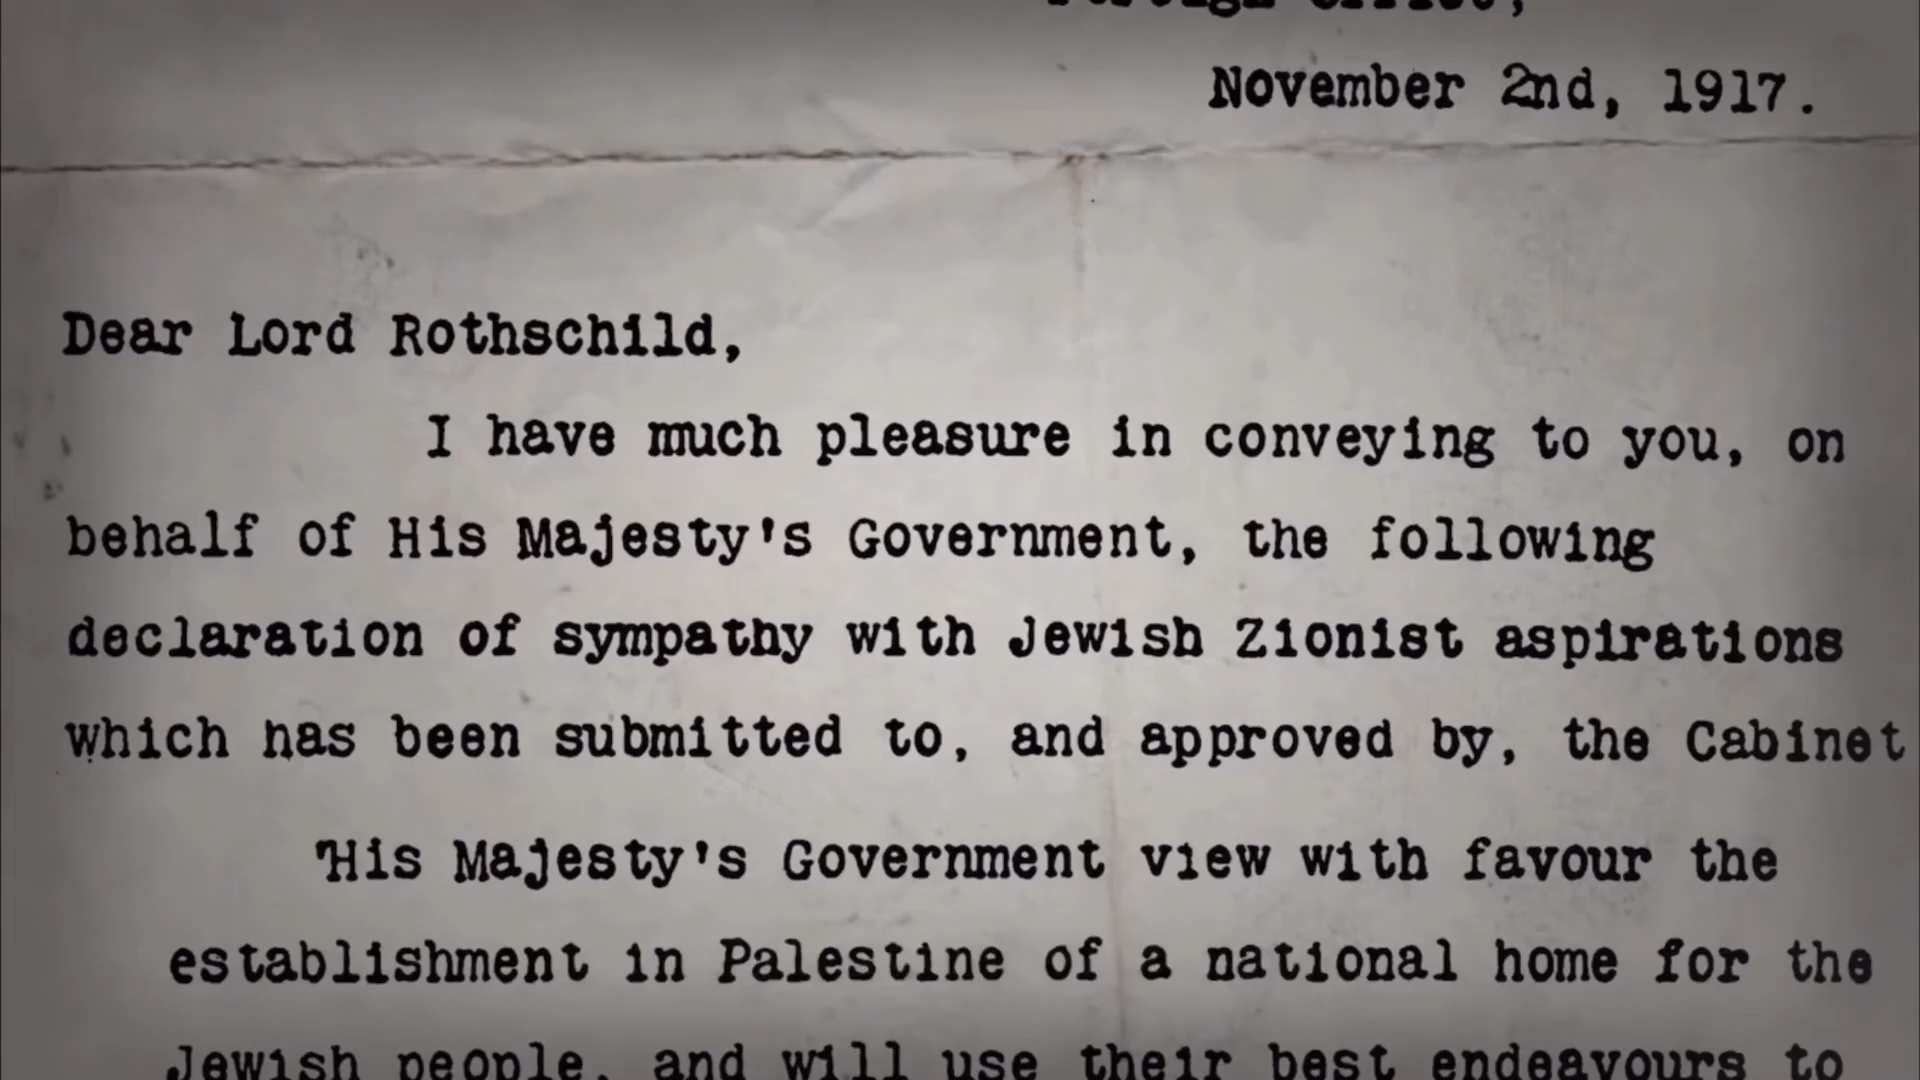 Foreign Office,
November 2nd, 1917.
Dear Lord Rothschild,
I have much pleasure in conveying to you, on
behalf of His Majesty's Government, the following
declaration of sympathy with Jewish Zionist aspirations
which has been submitted to, and approved by, the Cabinet
"His Majesty's Government view with favour the
establishment in Palestine of a national home for the
Jewish people, and will use their best endeavours to